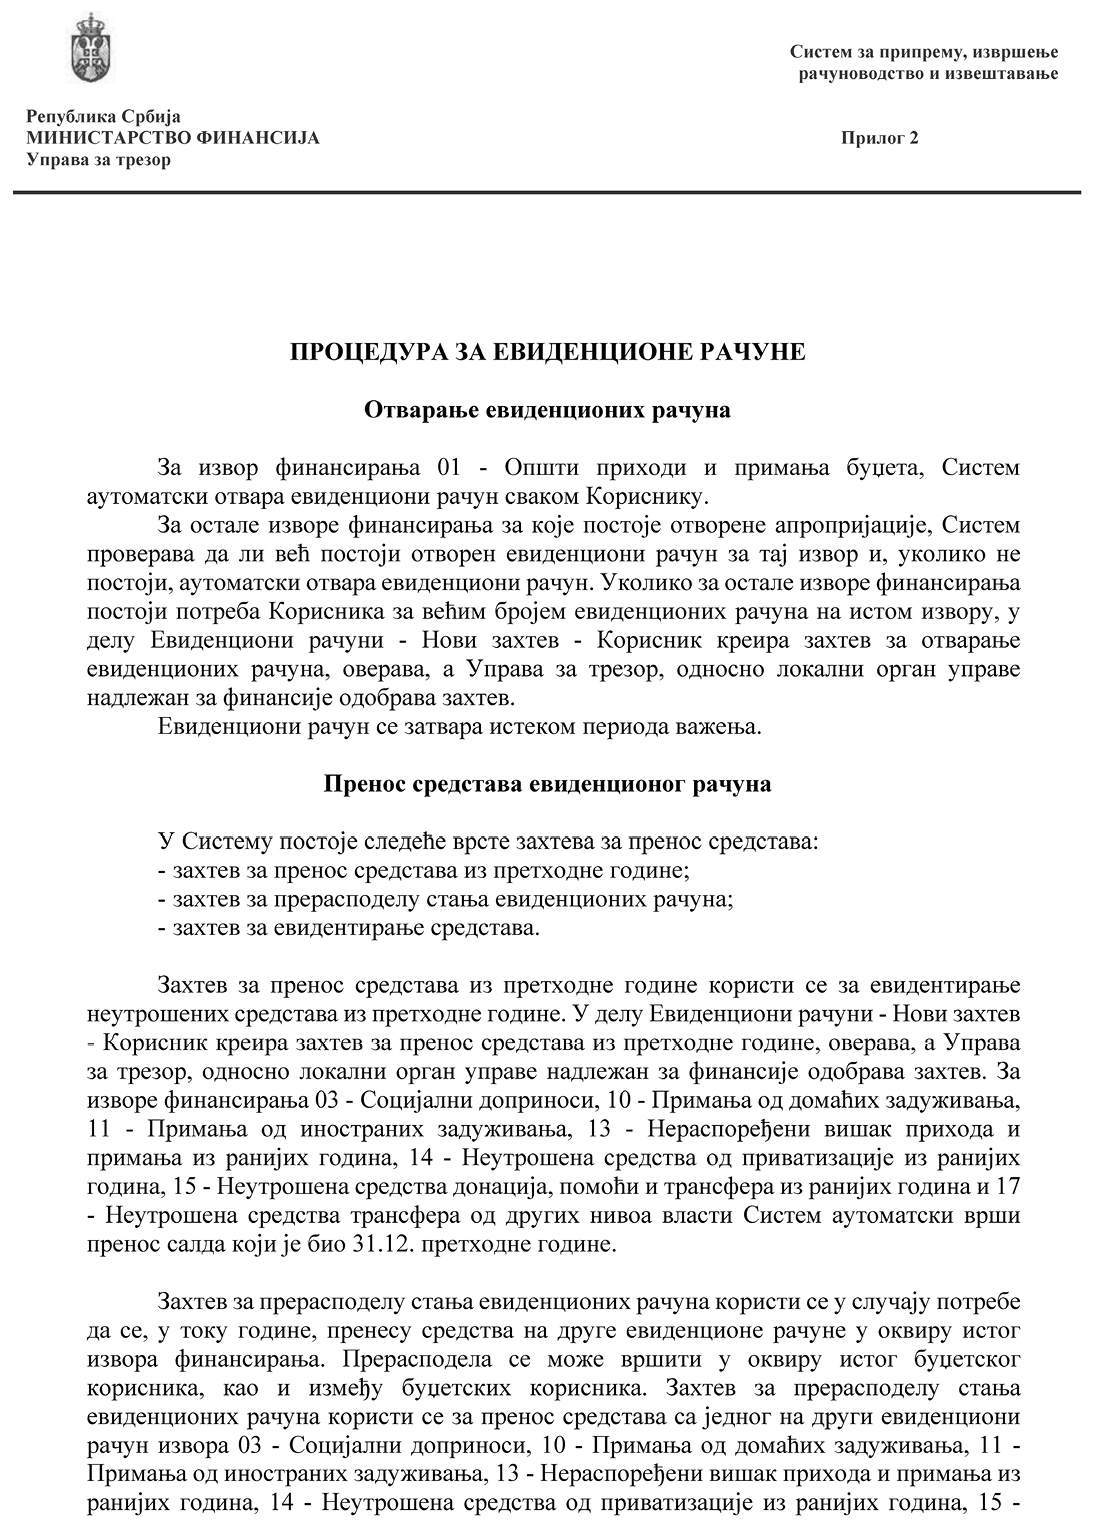 Систем за припрему, извршење
рачуноводство и извештавање
Република Србија
МИНИСТАРСТВО ФИНАНСИЈА
Прилог 2
Управа за трезор
ПРОЦЕДУРА ЗА ЕВИДЕНЦИОНЕ РАЧУНЕ
Отварање евиденционих рачуна
За извор финансирања 01 - Општи приходи и примања буџета, Систем
аутоматски отвара евиденциони рачун сваком Кориснику.
За остале изворе финансирања за које постоје отворене апропријације, Систем
проверава да ли већ постоји отворен евиденциони рачун за тај извор и, уколико не
постоји, аутоматски отвара евиденциони рачун. Уколико за остале изворе финансирања
постоји потреба Корисника за већим бројем евиденционих рачуна на истом извору, у
делу Евиденциони рачуни - Нови захтев - Корисник креира захтев за отварање
евиденционих рачуна, оверава, а Управа за трезор, односно локални орган управе
надлежан за финансије одобрава захтев.
Евиденциони рачун се затвара истеком периода важења.
Пренос средстава евиденционог рачуна
У Систему постоје следеће врсте захтева за пренос средстава:
- захтев за пренос средстава из претходне године;
- захтев за прерасподелу стања евиденционих рачуна;
- захтев за евидентирање средстава.
Захтев за пренос средстава из претходне године користи се за евидентирање
неутрошених средстава из претходне године. У делу Евиденциони рачуни - Нови захтев
- Корисник креира захтев за пренос средстава из претходне године, оверава, а Управа
за трезор, односно локални орган управе надлежан за финансије одобрава захтев. За
изворе финансирања 03 - Социјални доприноси, 10 - Примања од домаћих задуживања,
11 - Примања од иностраних задуживања, 13 - Нераспоређени вишак прихода и
примања из ранијих година, 14 - Неутрошена средства од приватизације из ранијих
година, 15 - Неутрошена средства донација, помоћи и трансфера из ранијих година и 17
- Неутрошена средства трансфера од других нивоа власти Систем аутоматски врши
пренос салда који је био 31.12. претходне године.
Захтев за прерасподелу стања евиденционих рачуна користи се у случају потребе
да се, у току године, пренесу средства на друге евиденционе рачуне у оквиру истог
извора финансирања. Прерасподела се може вршити у оквиру истог буџетског
корисника, као и између буџетских корисника. Захтев за прерасподелу стања
евиденционих рачуна користи се за пренос средстава са једног на други евиденциони
рачун извора 03 - Социјални доприноси, 10 - Примања од домаћих задуживања, 11 -
Примања од иностраних задуживања, 13 - Нераспоређени вишак прихода и примања из
ранијих година, 14 - Неутрошена средства од приватизације из ранијих година, 15 -